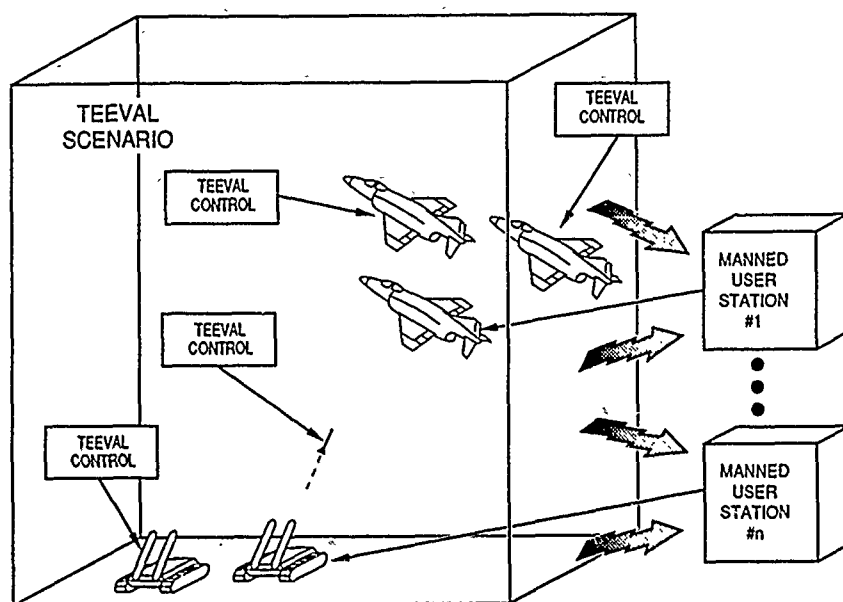 TEEVAL
SCENARIO
TEEVAL
CONTROL
TEEVAL
CONTROL
TEEVAL
CONTROL
TEEVAL
CONTROL
MANNED
USER
STATION
#1
MANNED
USER
STATION
#n